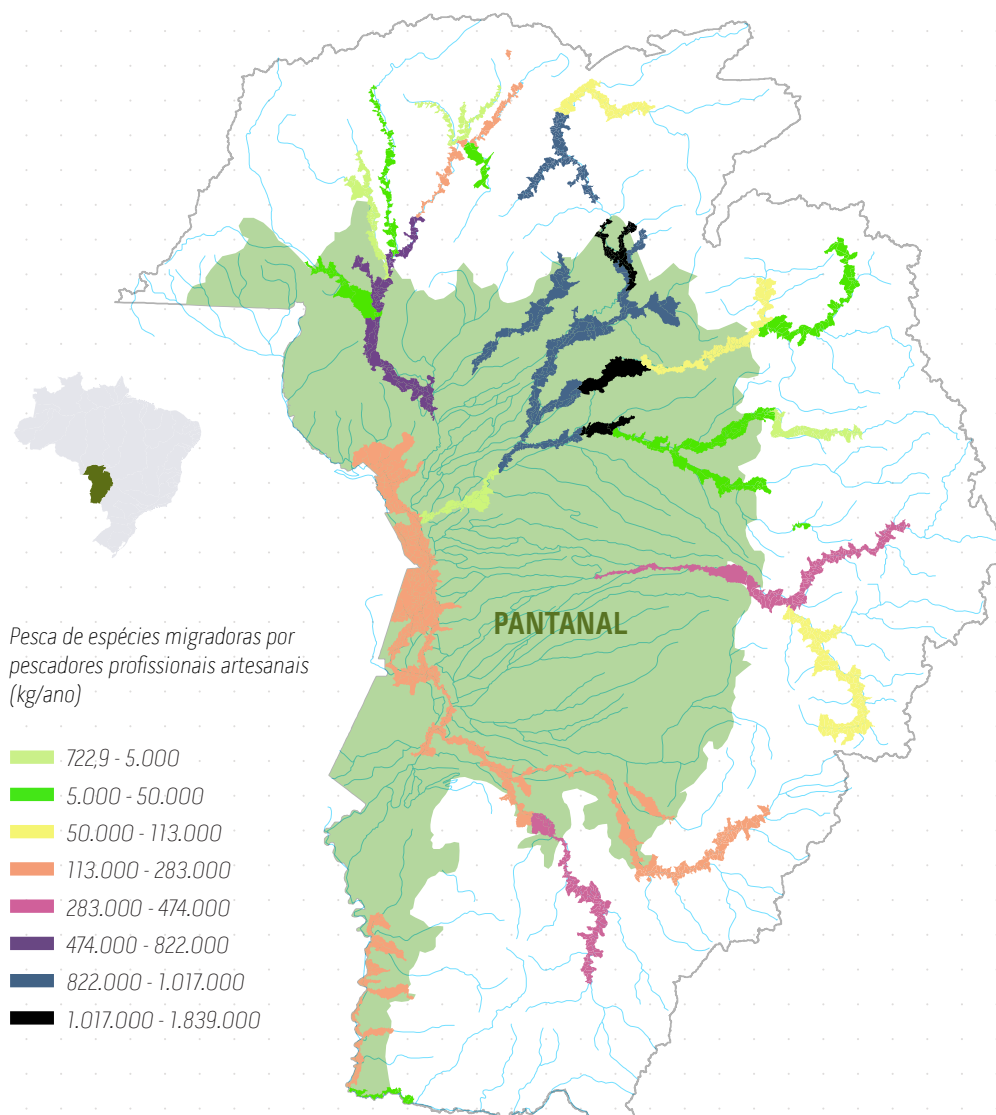 PANTANAL
Pesca de espécies migradoras por
pescadores profissionais artesanais
(kg/ano)
722,9 - 5.000
5.000 - 50.000
50.000 - 113.000
113.000 - 283.000
283.000 - 474.000
474.000 - 822.000
822.000 - 1.017.000
1.017.000 - 1.839.000